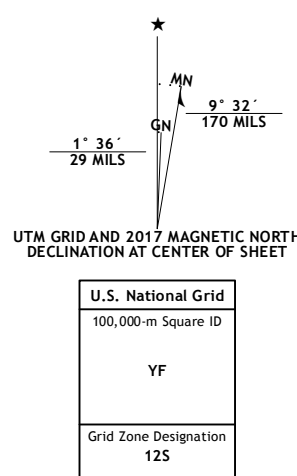 ★
MN
GN
9° 32´
170 MILS
1° 36´
29 MILS
UTM GRID AND 2017 MAGNETIC NORTH
DECLINATION AT CENTER OF SHEET
U.S. National Grid
100,000-m Square ID
YF
Grid Zone Designation
12S